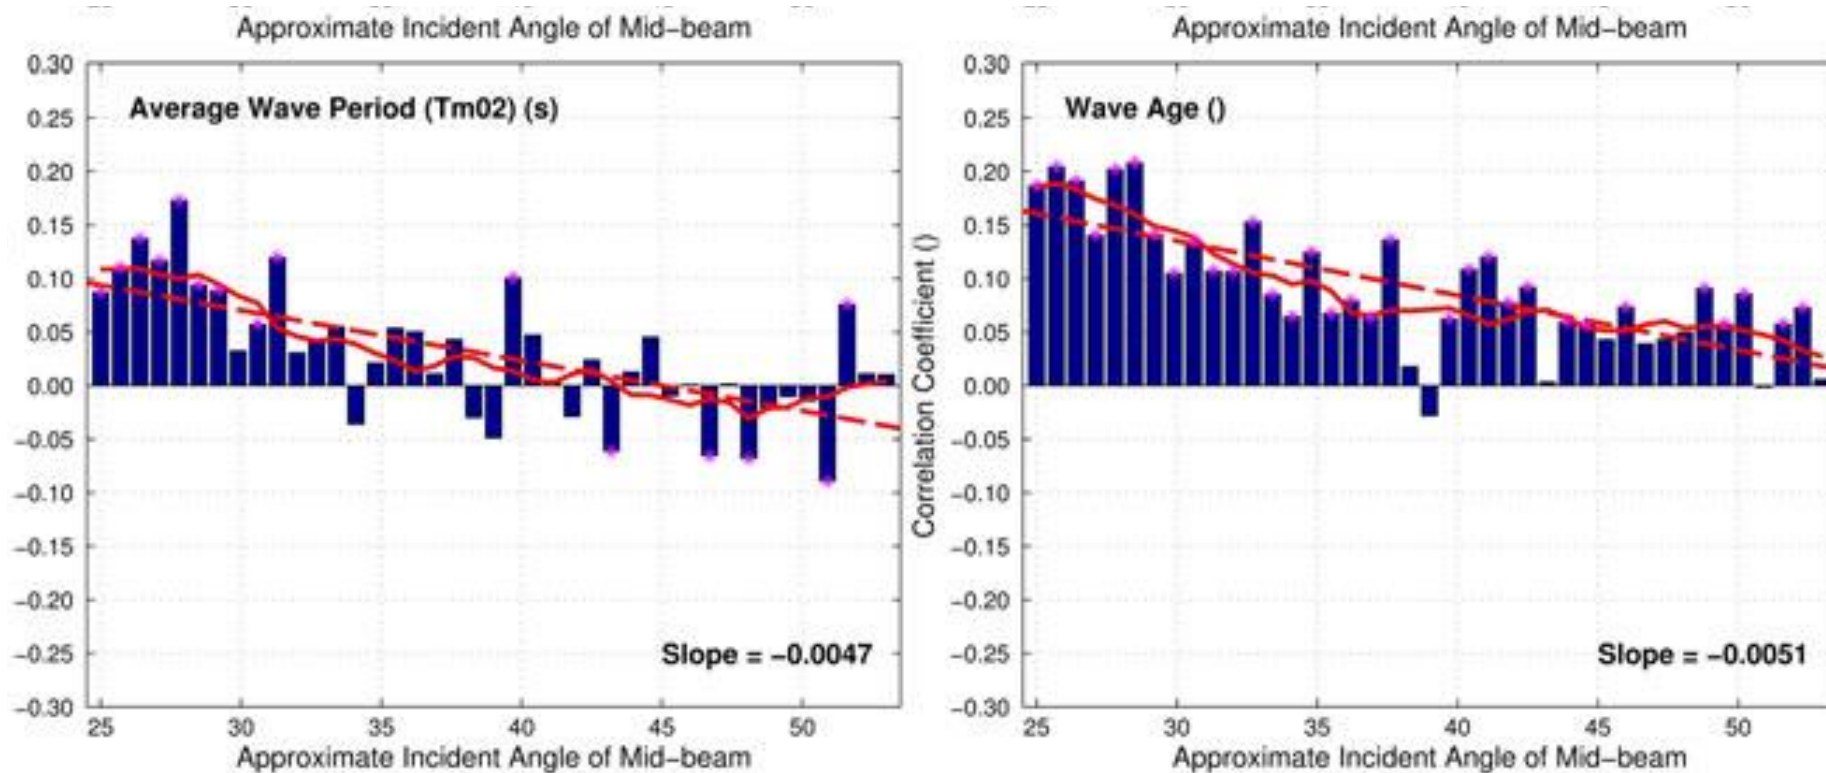 Approximate Incident Angle of Mid-beam
0.30
0.25
0.20
0.15
0.10
0.05
0.00
-0.05
-0.10
-0.15
-0.20
-0.25
-0.30
Average Wave Period (Tm02) (s)
Slope = -0.0047
25 30 35 40 45 50
Approximate Incident Angle of Mid-beam
Approximate Incident Angle of Mid-beam
Correlation Coefficient ()
0.30
0.25
0.20
0.15
0.10
0.05
0.00
-0.05
-0.10
-0.15
-0.20
-0.25
-0.30
Wave Age ()
Slope = -0.0051
25 30 35 40 45 50
Approximate Incident Angle of Mid-beam